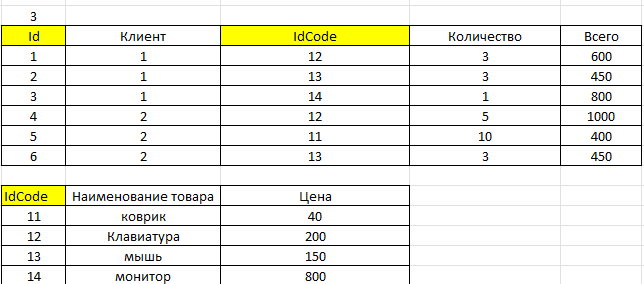 3
Id Клиент IdCode Количество Всего
1 1 12 3 600
2 1 13 3 450
3 1 14 1 800
4 2 12 5 1000
5 2 11 10 400
6 2 13 3 450
IdCode Наименование товара Цена
11 коврик 40
12 Клавиатура 200
13 мышь 150
14 монитор 800